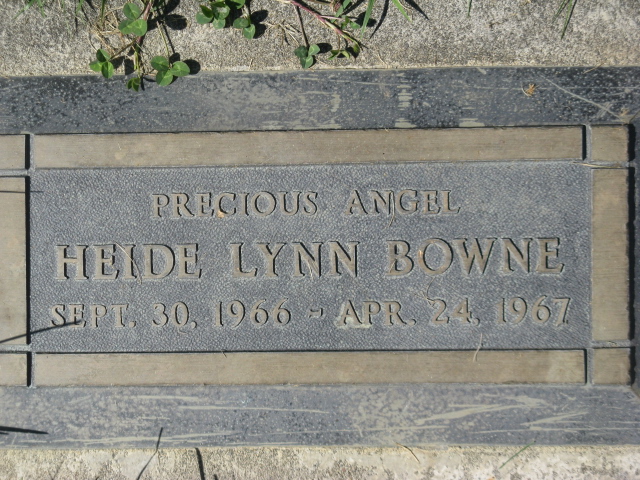 PRECIOUS ANGEL
HEIDE LYNN BOWNE
SEPT. 30, 1966 - APR. 24, 1967